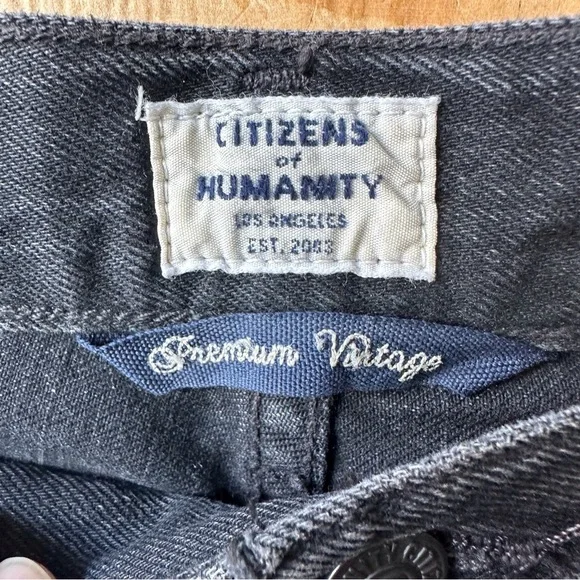 CITIZENS
of
HUMANITY
LOS ANGELES
EST. 2003
Premium Vintage